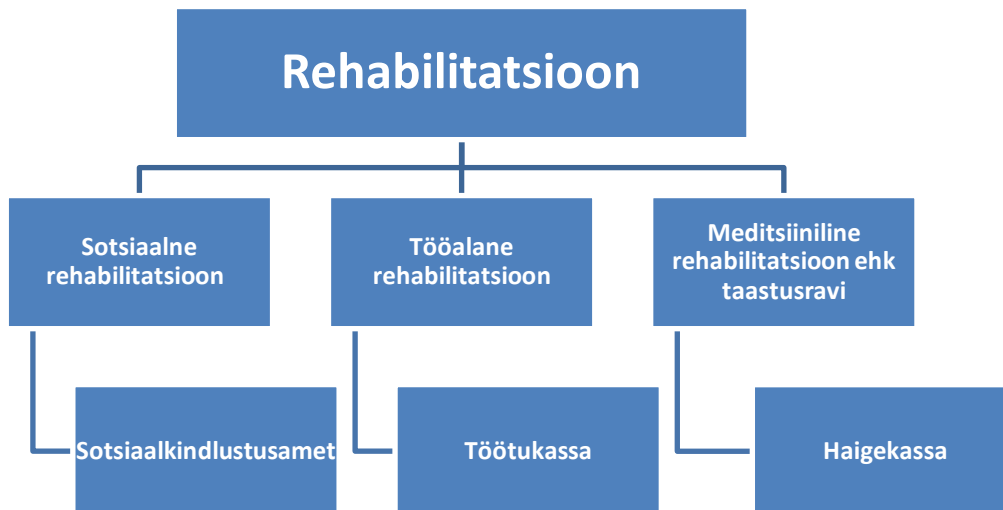 Rehabilitatsioon
Sotsiaalne
rehabilitatsioon
Tööalane
rehabilitatsioon
Meditsiiniline
rehabilitatsioon ehk
taastusravi
Sotsiaalkindlustusamet
Töötukassa
Haigekassa